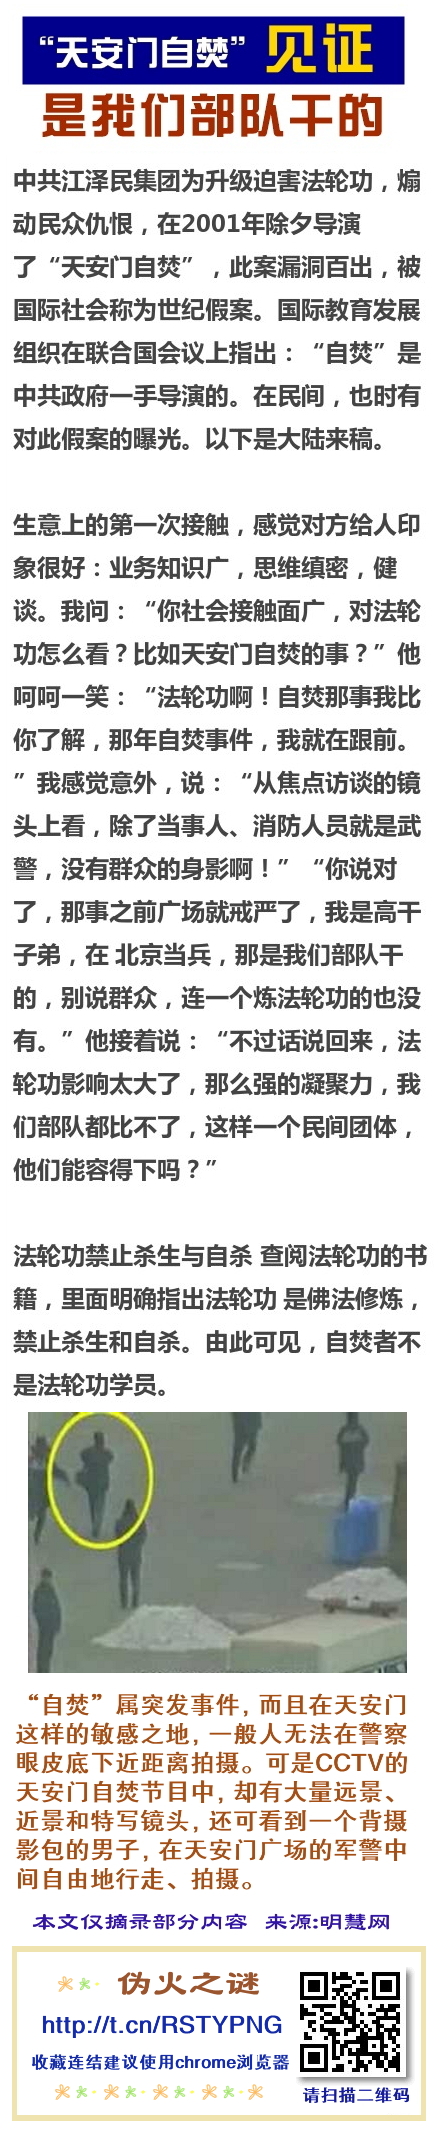 “天安门自焚” 见证
是我们部队干的
中共江泽民集团为升级迫害法轮功，煽
动民众仇恨，在2001年除夕导演
了“天安门自焚”，此案漏洞百出，被
国际社会称为世纪假案。国际教育发展
组织在联合国会议上指出：“自焚”是
中共政府一手导演的。在民间，也时有
对此假案的曝光。以下是大陆来稿。
生意上的第一次接触，感觉对方给人印
象很好：业务知识广，思维缜密，健
谈。我问：“你社会接触面广，对法轮
功怎么看？比如天安门自焚的事？”他
呵呵一笑：“法轮功啊！自焚那事我比
你了解，那年自焚事件，我就在跟前。
”我感觉意外，说：“从焦点访谈的镜
头上看，除了当事人、消防人员就是武
警，没有群众的身影啊！”“你说对
了，那事之前广场就戒严了，我是高干
子弟，在 北京当兵，那是我们部队干
的，别说群众，连一个炼法轮功的也没
有。”他接着说：“不过话说回来，法
轮功影响太大了，那么强的凝聚力，我
们部队都比不了，这样一个民间团体，
他们能容得下吗？”
法轮功禁止杀生与自杀 查阅法轮功的书
籍，里面明确指出法轮功 是佛法修炼，
禁止杀生和自杀。由此可见，自焚者不
是法轮功学员。
“自焚”属突发事件，而且在天安门
这样的敏感之地，一般人无法在警察
眼皮底下近距离拍摄。可是CCTV的
天安门自焚节目中，却有大量远景、
近景和特写镜头，还可看到一个背摄
影包的男子，在天安门广场的军警中
间自由地行走、拍摄。
本文仅摘录部分内容 来源:明慧网
伪火之谜
http://t.cn/RSTYPNG
收藏连结建议使用chrome浏览器
请扫描二维码